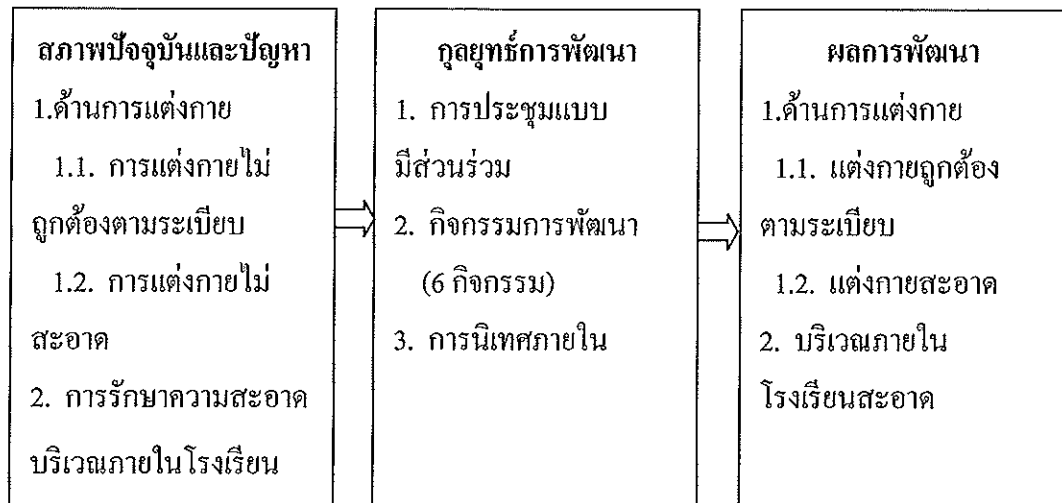 สภาพปัจจุบันและปัญหา
1.ด้านการแต่งกาย
1.1. การแต่งกายไม่
ถูกต้องตามระเบียบ
1.2. การแต่งกายไม่
สะอาด
2. การรักษาความสะอาด
บริเวณภายในโรงเรียน
กุลยุทธ์การพัฒนา
1. การประชุมแบบ
มีส่วนร่วม
2. กิจกรรมการพัฒนา
(6 กิจกรรม)
3. การนิเทศภายใน
ผลการพัฒนา
1.ด้านการแต่งกาย
1.1. แต่งกายถูกต้อง
ตามระเบียบ
1.2. แต่งกายสะอาด
2. บริเวณภายใน
โรงเรียนสะอาด